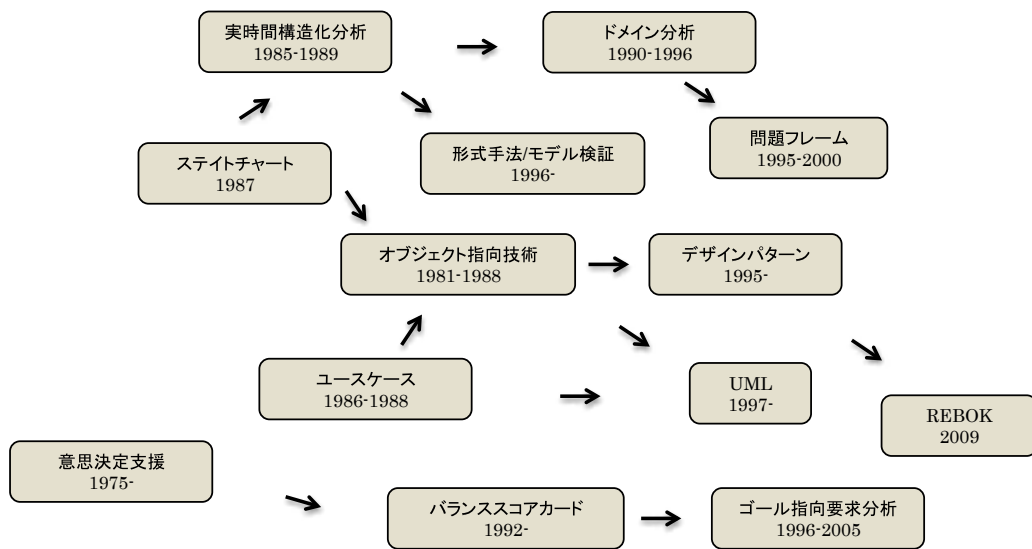 実時間構造化分析
1985-1989
ドメイン分析
1990-1996
ステイトチャート
1987
形式手法/モデル検証
1996-
問題フレーム
1995-2000
オブジェクト指向技術
1981-1988
デザインパターン
1995-
ユースケース
1986-1988
UML
1997-
REBOK
2009
意思決定支援
1975-
バランススコアカード
1992-
ゴール指向要求分析
1996-2005